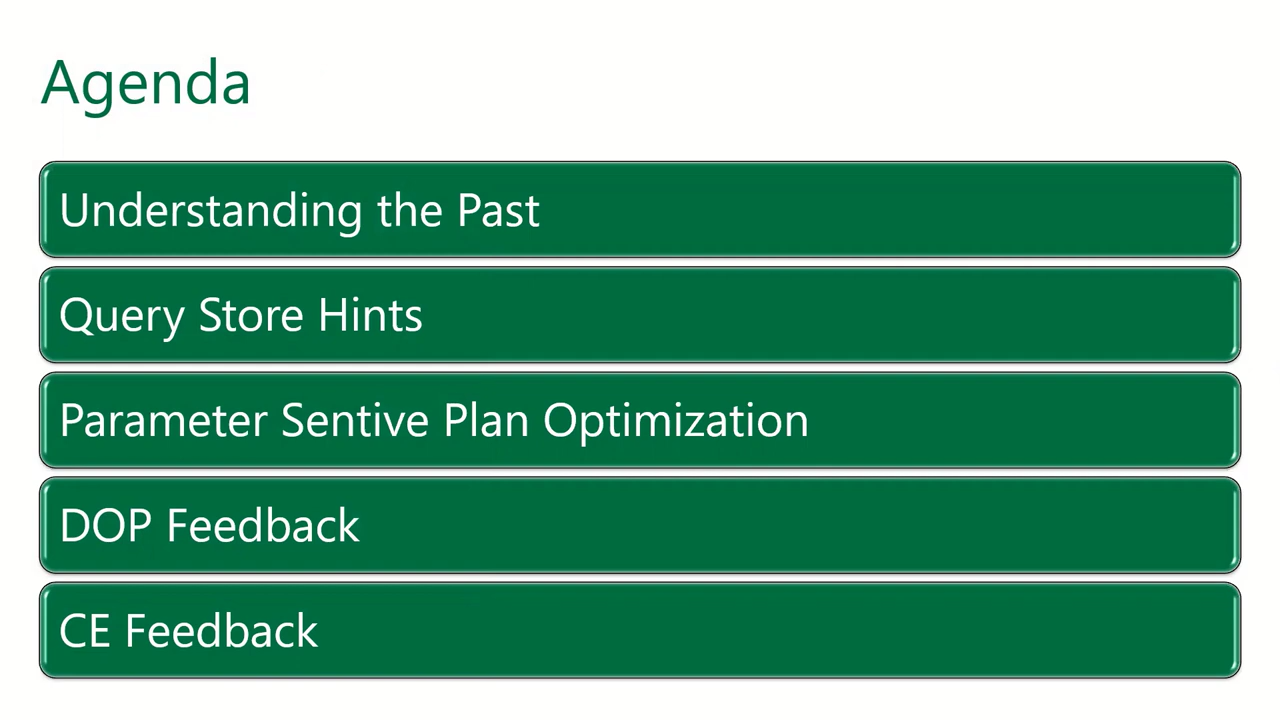 Agenda
Understanding the Past
Query Store Hints
Parameter Sentive Plan Optimization
DOP Feedback
CE Feedback